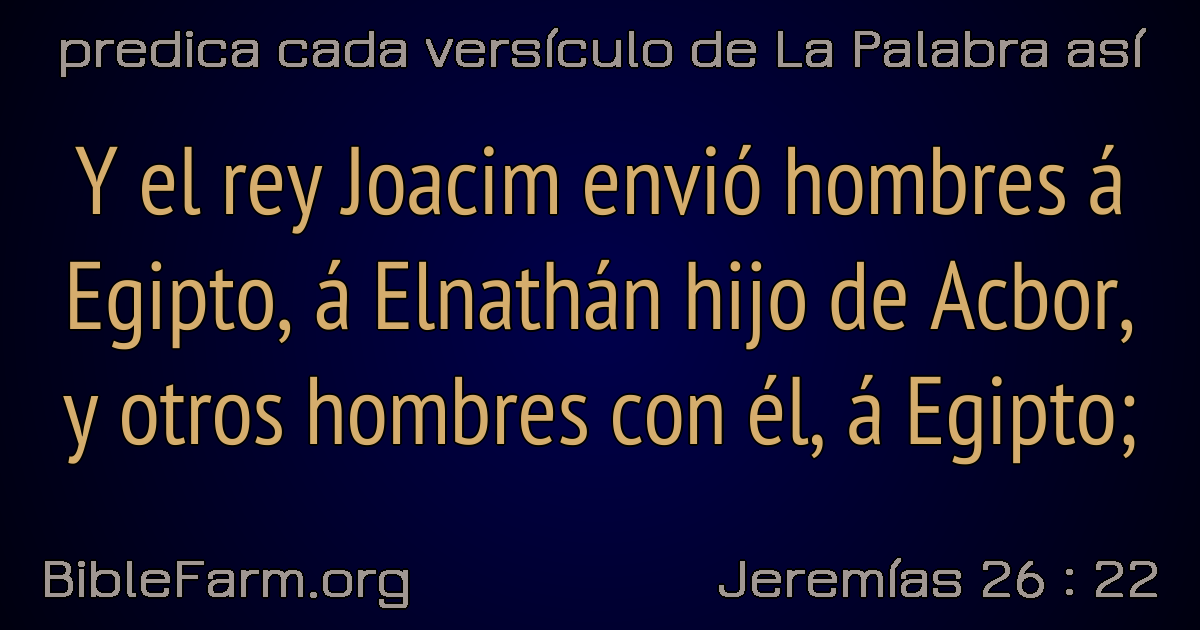 predica cada versículo de La Palabra así
Y el rey Joacim envió hombres á
Egipto, á Elnathán hijo de Acbor,
y otros hombres con él, á Egipto;
BibleFarm.org
Jeremías 26 : 22